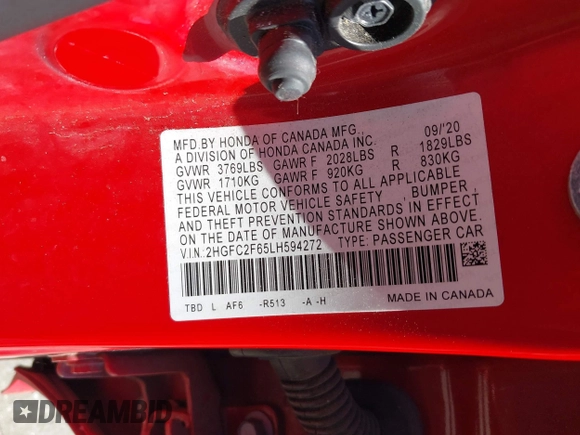 MFD.BY HONDA OF CANADA MFG., 09/'20
A DIVISION OF HONDA CANADA INC.
GVWR 3769LBS GAWR F 2028LBS R 1829LBS
GVWR 1710KG GAWR F 920KG R 830KG
THIS VEHICLE CONFORMS TO ALL APPLICABLE
FEDERAL MOTOR VEHICLE SAFETY , BUMPER ,
AND THEFT PREVENTION STANDARDS IN EFFECT
ON THE DATE OF MANUFACTURE SHOWN ABOVE.
V.I.N. 2HGFC2F65LH594272 TYPE: PASSENGER CAR
TBD L AF6 -R513 -A -H MADE IN CANADA
DREAMBID